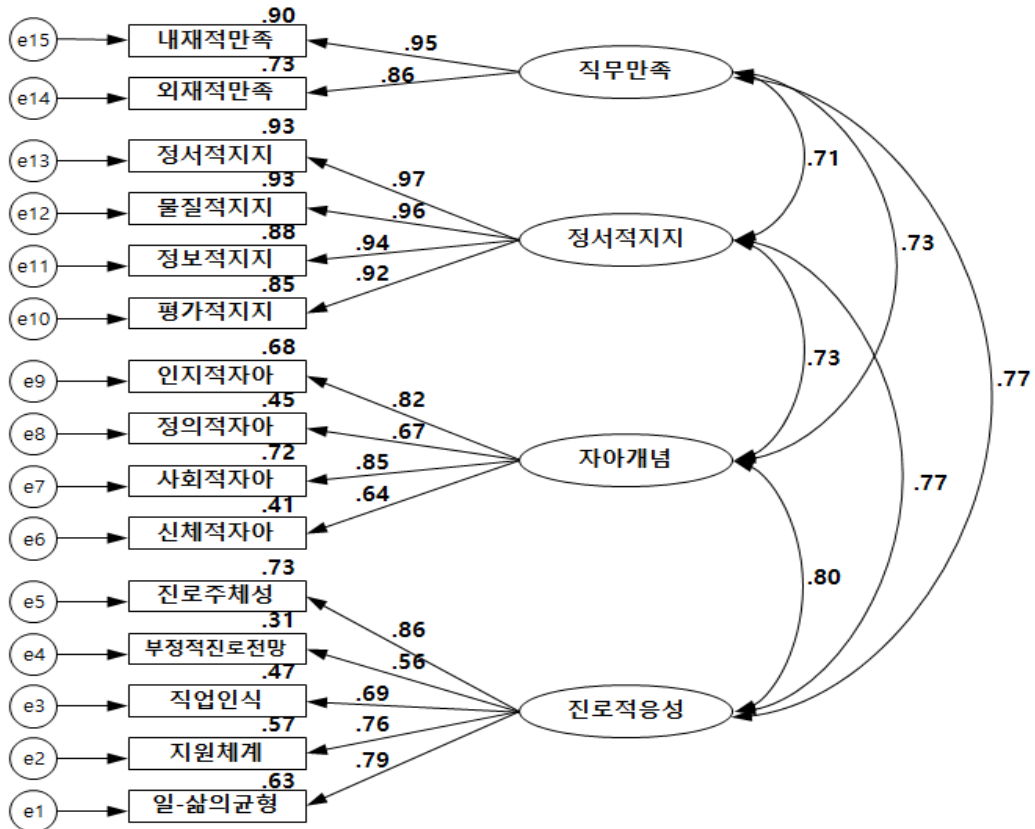 .90
e15 내재적만족 .95
.73 직무만족
e14 외재적만족 .86
.93
e13 정서적지지 .97 .71
.93
e12 물질적지지 .96
.88 정서적지지 .73
e11 정보적지지 .94
.85
e10 평가적지지 .92
.68 .73
e9 인지적자아 .82 .77
.45
e8 정의적자아 .67
.72 자아개념
e7 사회적자아 .85 .77
.41
e6 신체적자아 .64
.73 .80
e5 진로주체성 .86
.31
e4 부정적진로전망 .56
.47
e3 직업인식 .69
.57 진로적응성
e2 지원체계 .76
.63
e1 일-삶의균형 .79